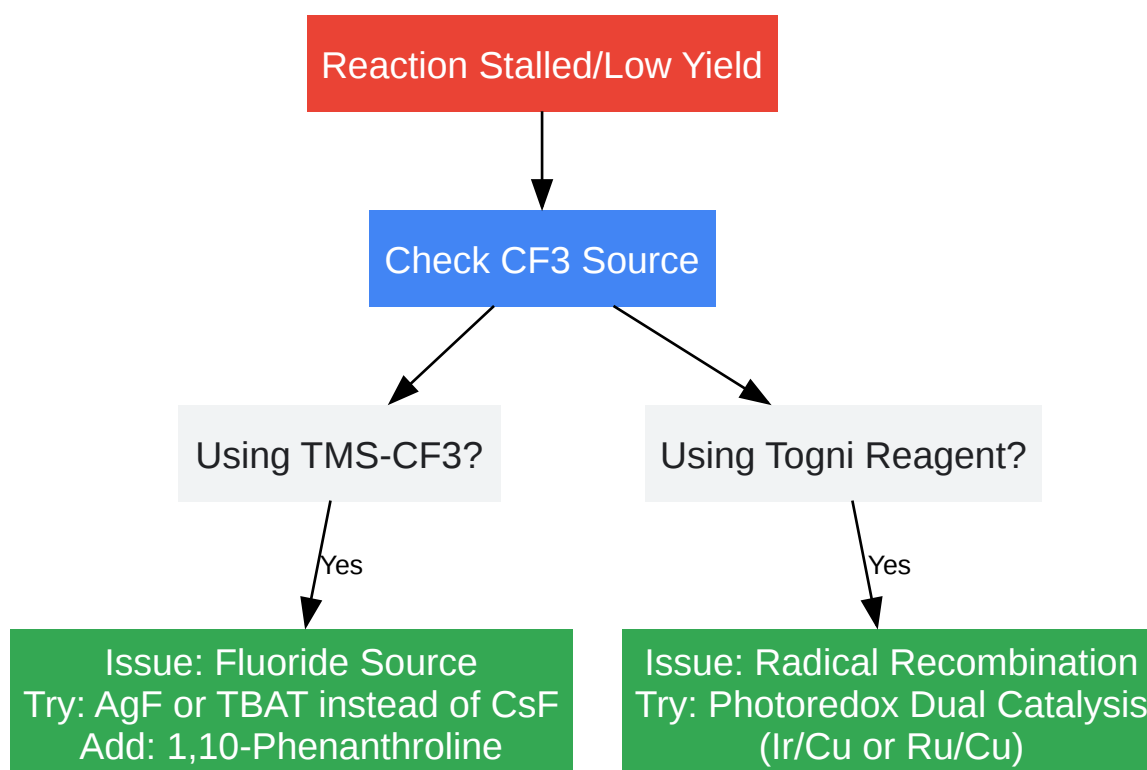 Reaction Stalled/Low Yield
Check CF3 Source
Using TMS-CF3?
Using Togni Reagent?
Yes
Yes
Issue: Fluoride Source
Try: AgF or TBAT instead of CsF
Add: 1,10-Phenanthroline
Issue: Radical Recombination
Try: Photoredox Dual Catalysis
(Ir/Cu or Ru/Cu)